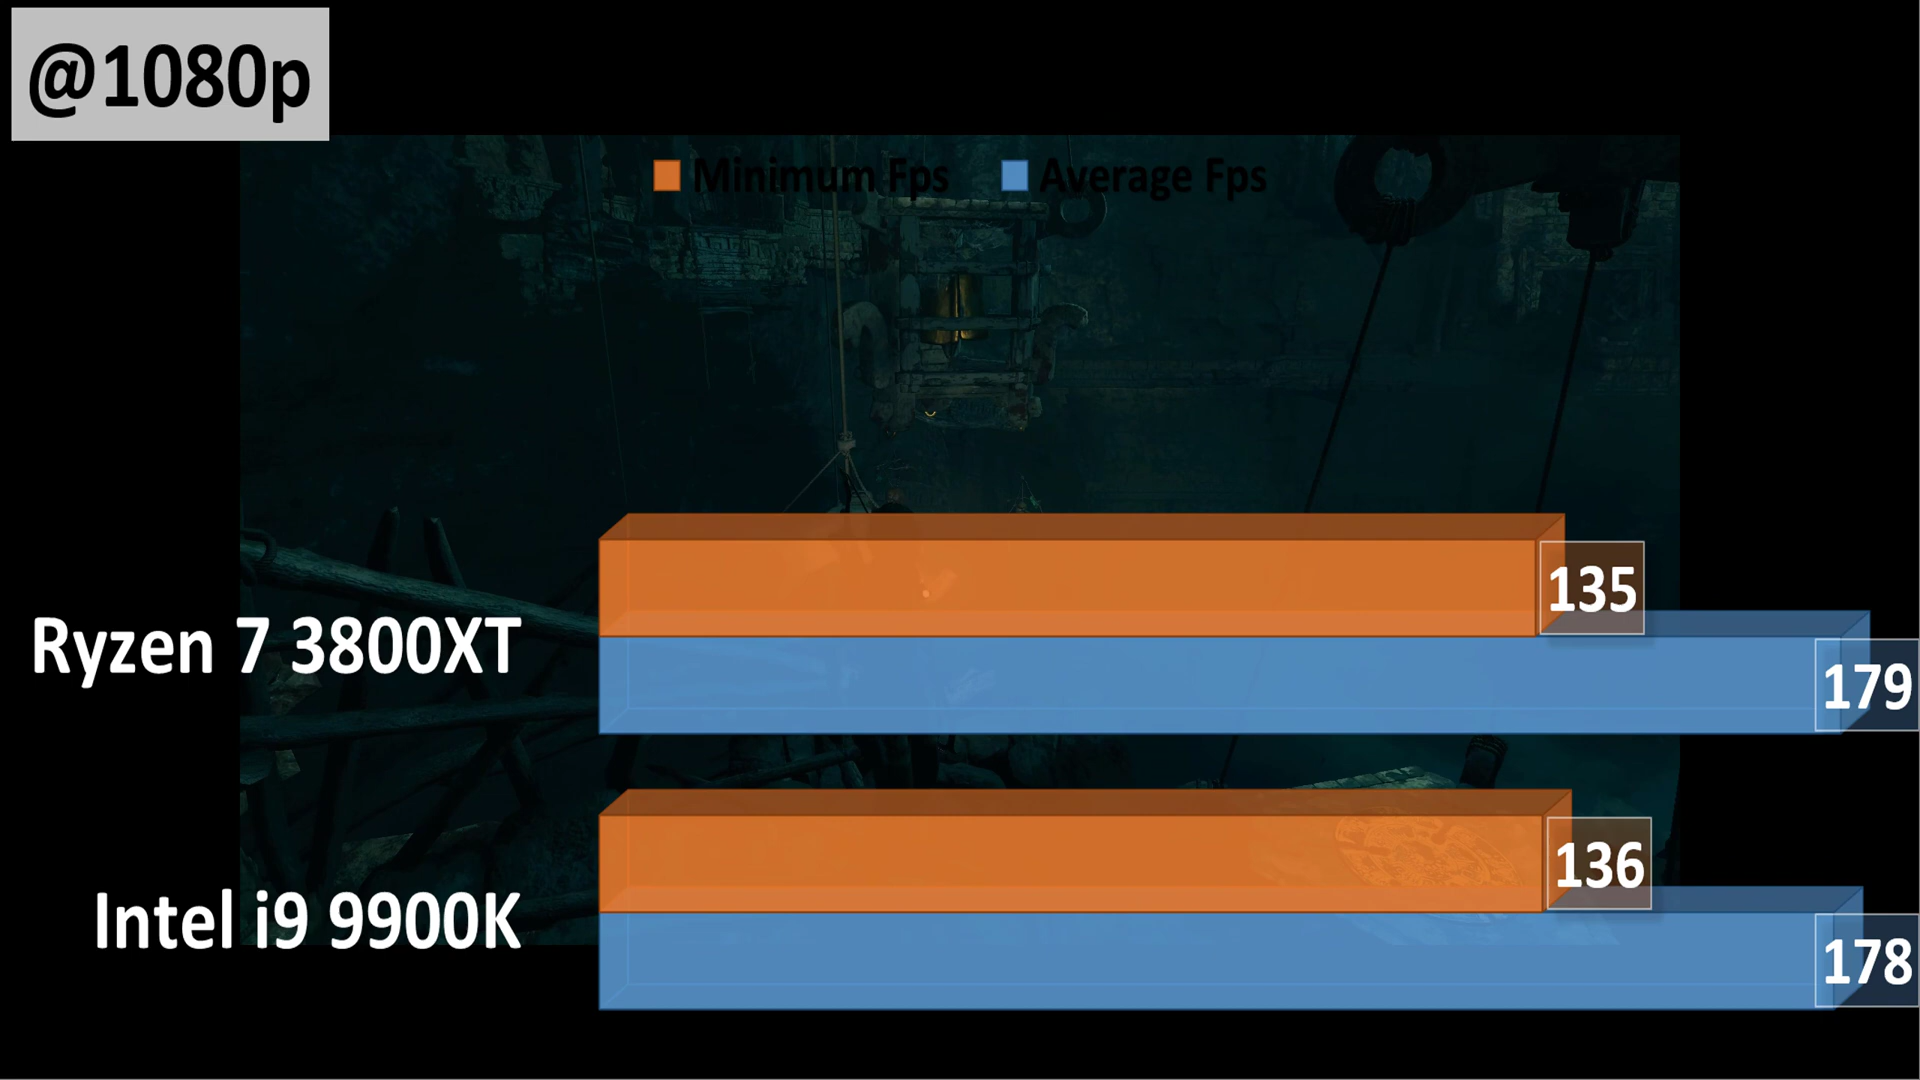 @1080p
Minimum Fps Average Fps
135
Ryzen 7 3800XT
179
136
Intel i9 9900K
178